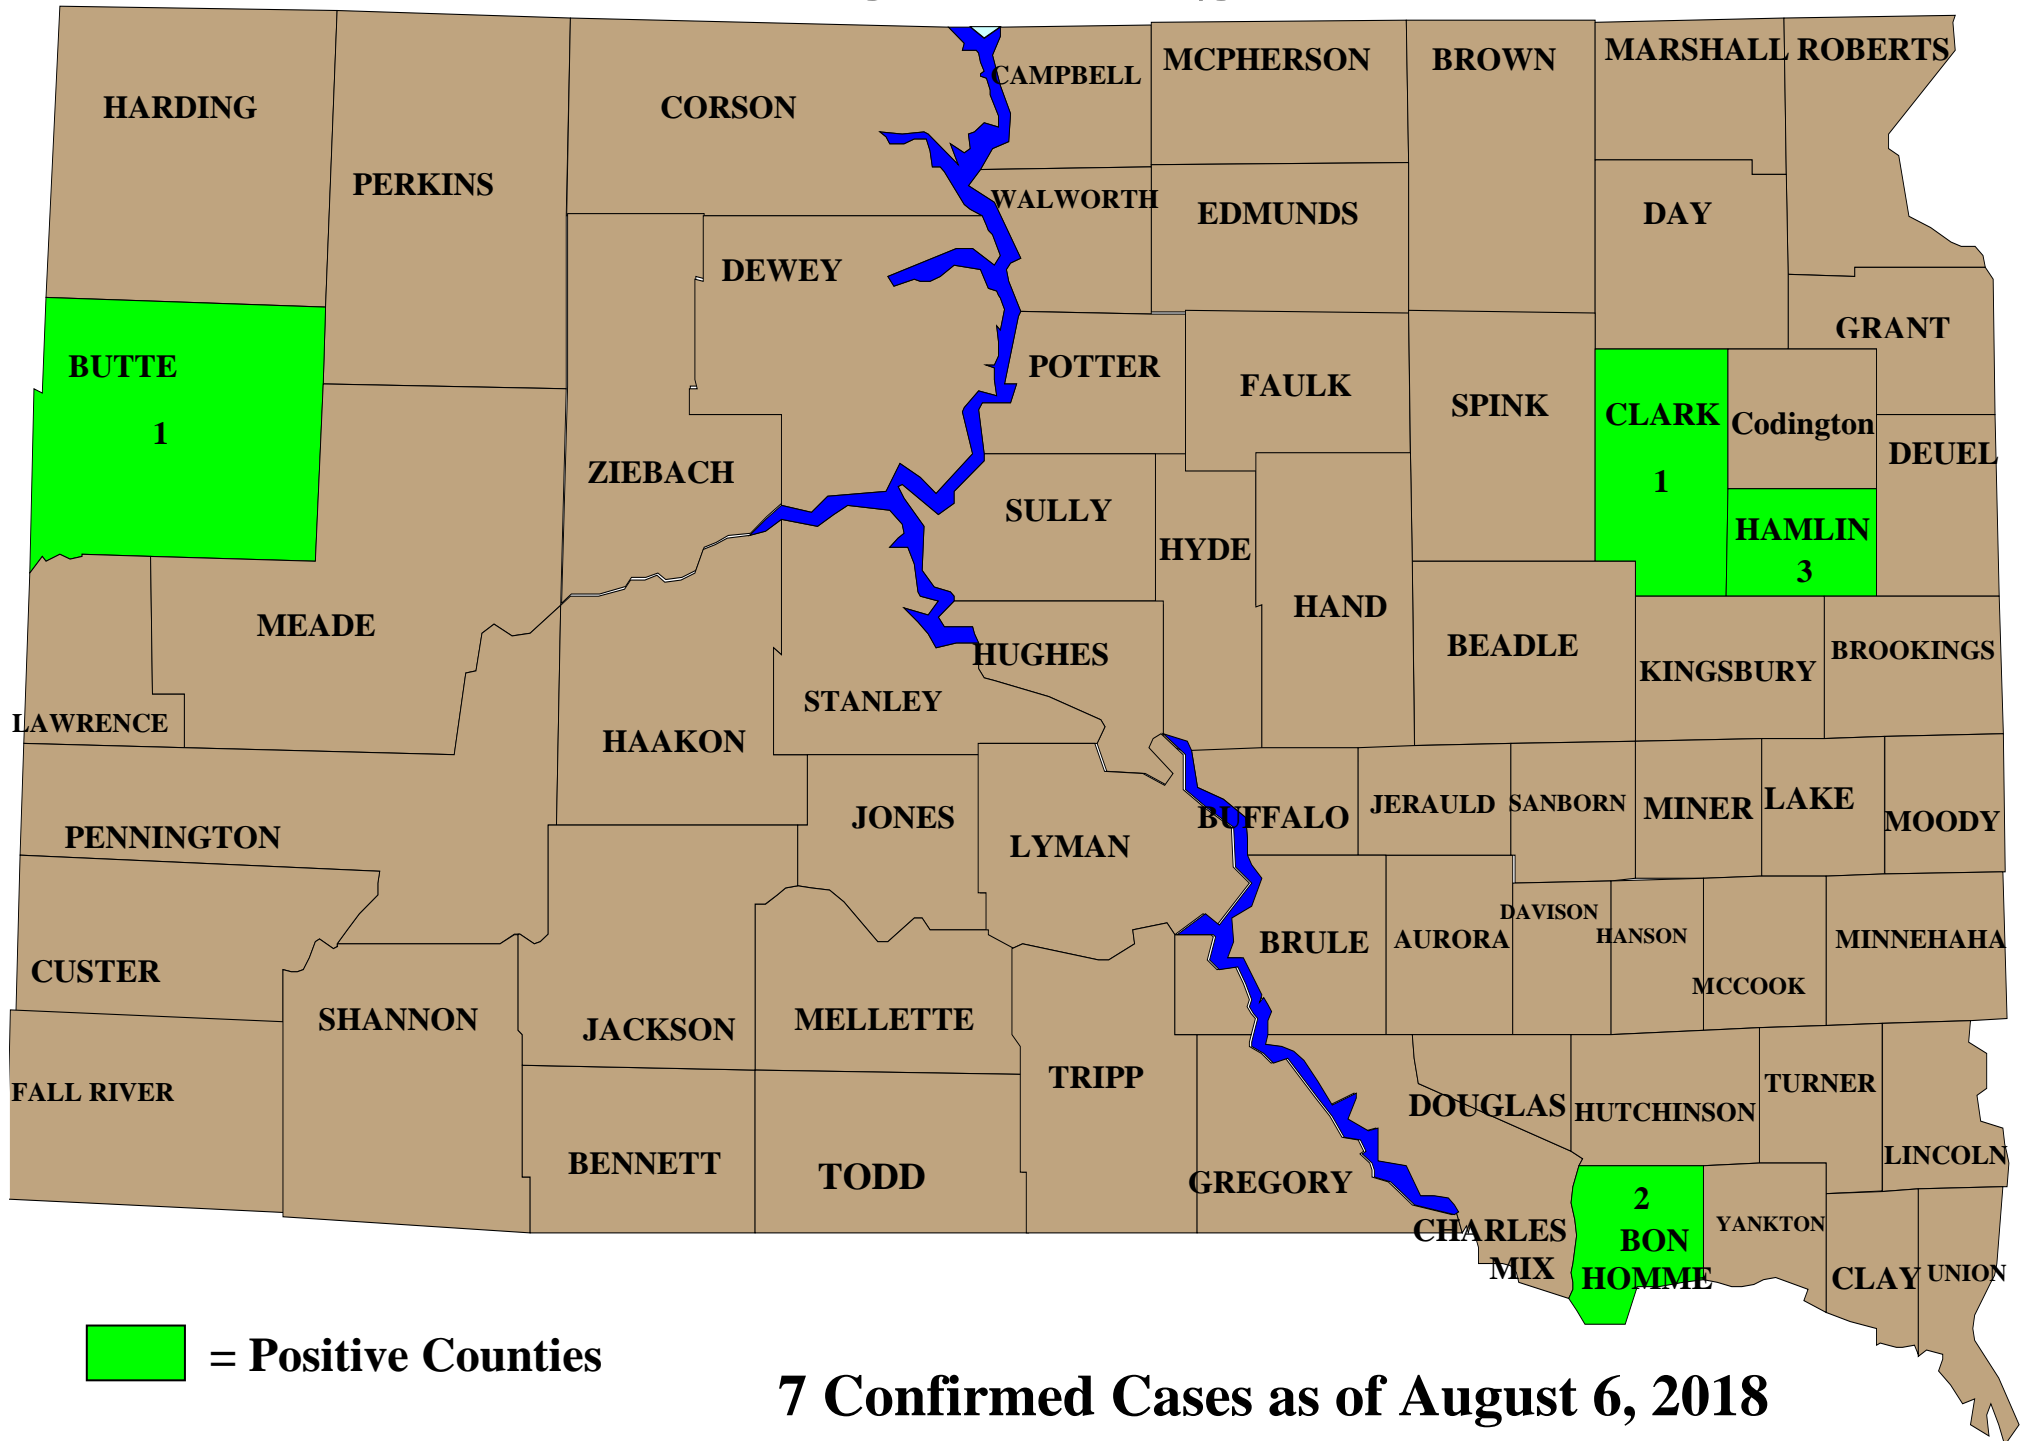 HARDING
PERKINS
CORSON
CAMPBELL
MCPHERSON
BROWN
MARSHALL
ROBERTS
WALWORTH
EDMUNDS
DAY
DEWEY
GRANT
BUTTE
1
POTTER
FAULK
SPINK
CLARK
1
Codington
DEUEL
ZIEBACH
SULLY
HYDE
HAMLIN
3
MEADE
HAND
BEADLE
HUGHES
KINGSBURY
BROOKINGS
STANLEY
LAWRENCE
HAAKON
PENNINGTON
JONES
LYMAN
BUFFALO
JERAULD
SANBORN
MINER
LAKE
MOODY
CUSTER
BRULE
AURORA
DAVISON
HANSON
MCCOOK
MINNEHAHA
SHANNON
JACKSON
MELLETTE
TRIPP
FALL RIVER
DOUGLAS
HUTCHINSON
TURNER
LINCOLN
BENNETT
TODD
GREGORY
CHARLES
MIX
2
BON
HOMME
YANKTON
CLAY
UNION
= Positive Counties
7 Confirmed Cases as of August 6, 2018